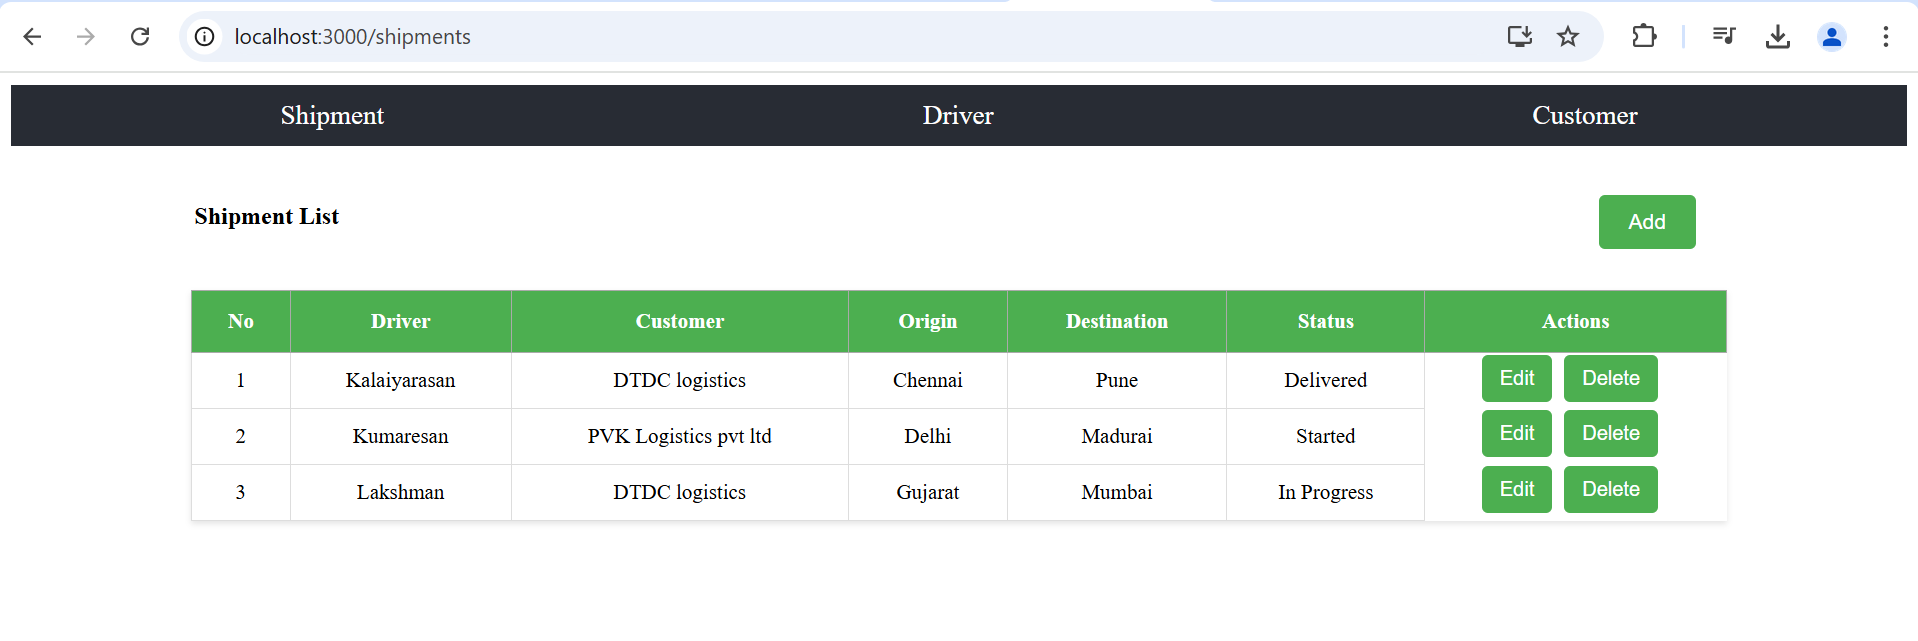 localhost:3000/shipments
Shipment Driver Customer
Shipment List Add
No Driver Customer Origin Destination Status Actions
1 Kalaiyarasan DTDC logistics Chennai Pune Delivered Edit Delete
2 Kumaresan PVK Logistics pvt ltd Delhi Madurai Started Edit Delete
3 Lakshman DTDC logistics Gujarat Mumbai In Progress Edit Delete